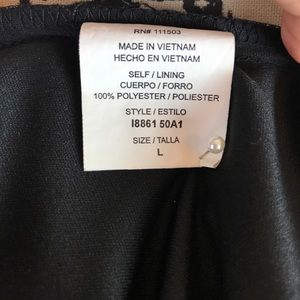 RN# 111503
MADE IN VIETNAM
HECHO EN VIETNAM
SELF / LINING
CUERPO / FORRO
100% POLYESTER / POLIESTER
STYLE / ESTILO
I8861 50A1
SIZE / TALLA
L